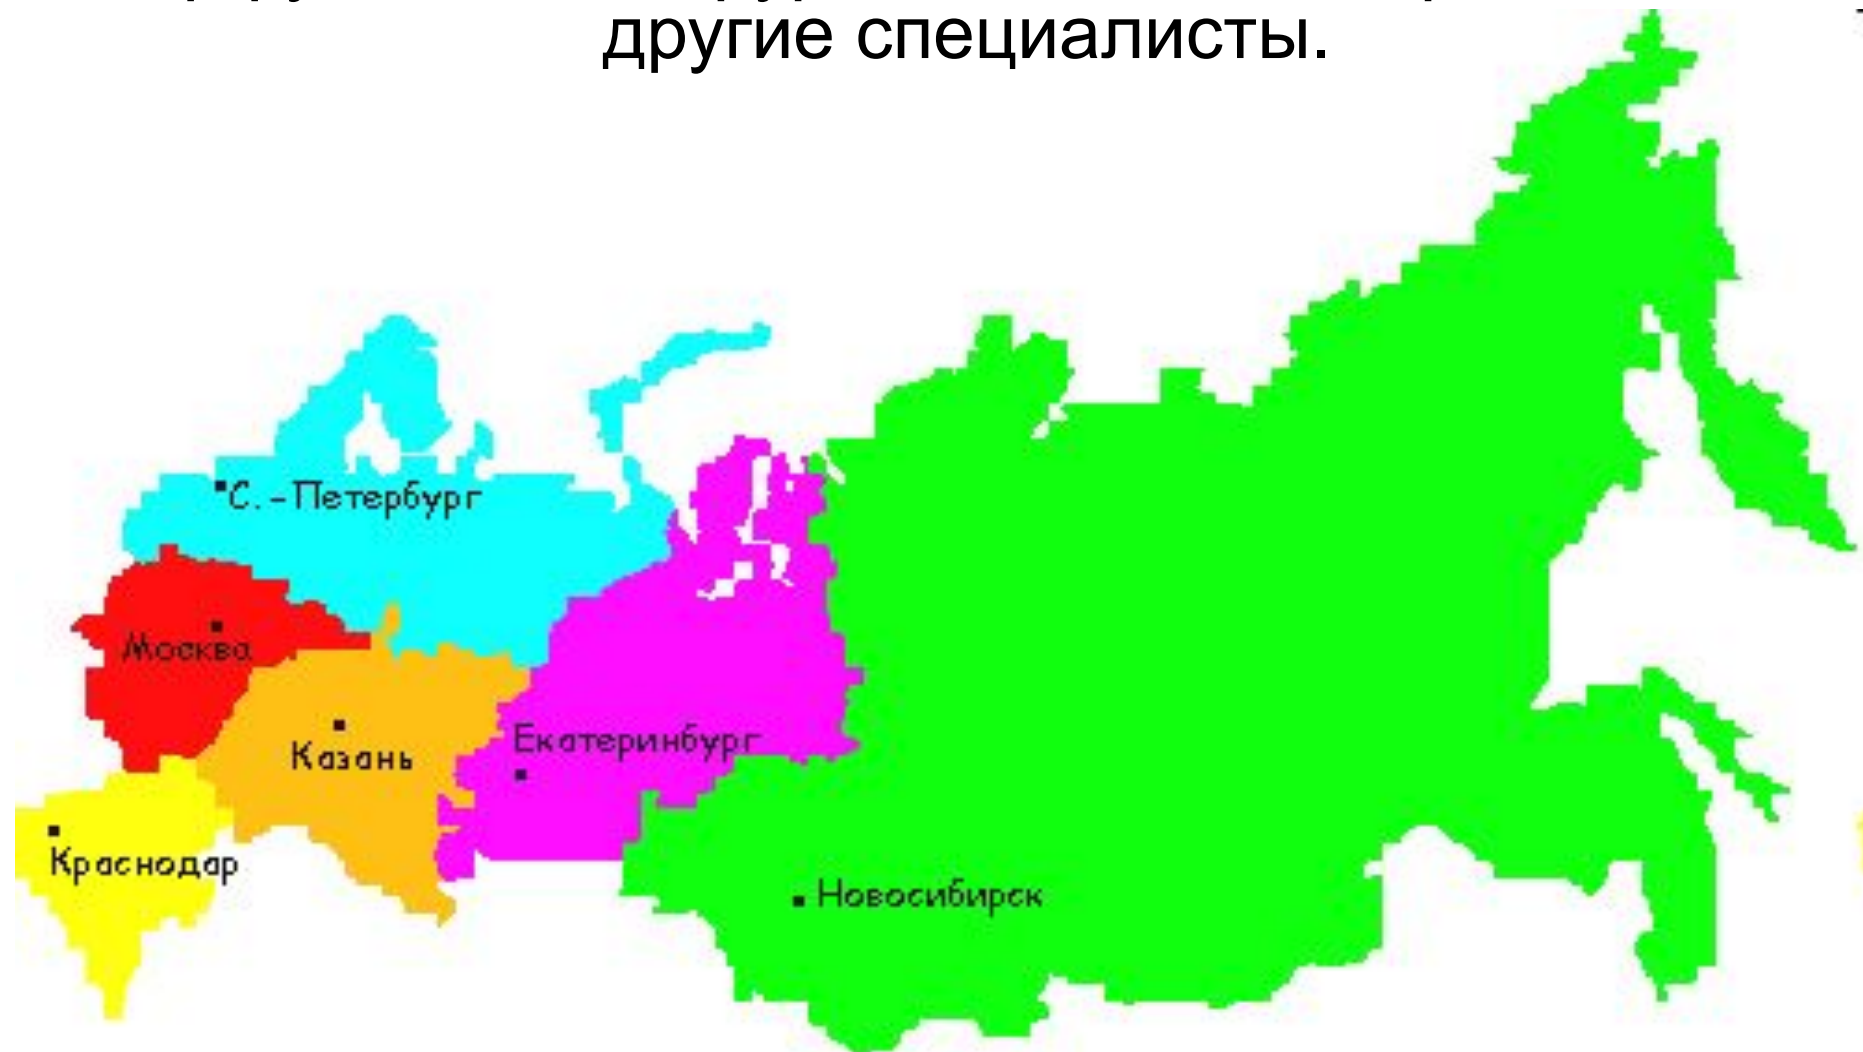 другие специалисты.
С.-Петербург
Москва
Казань
Екатеринбург
Краснодар
Новосибирск